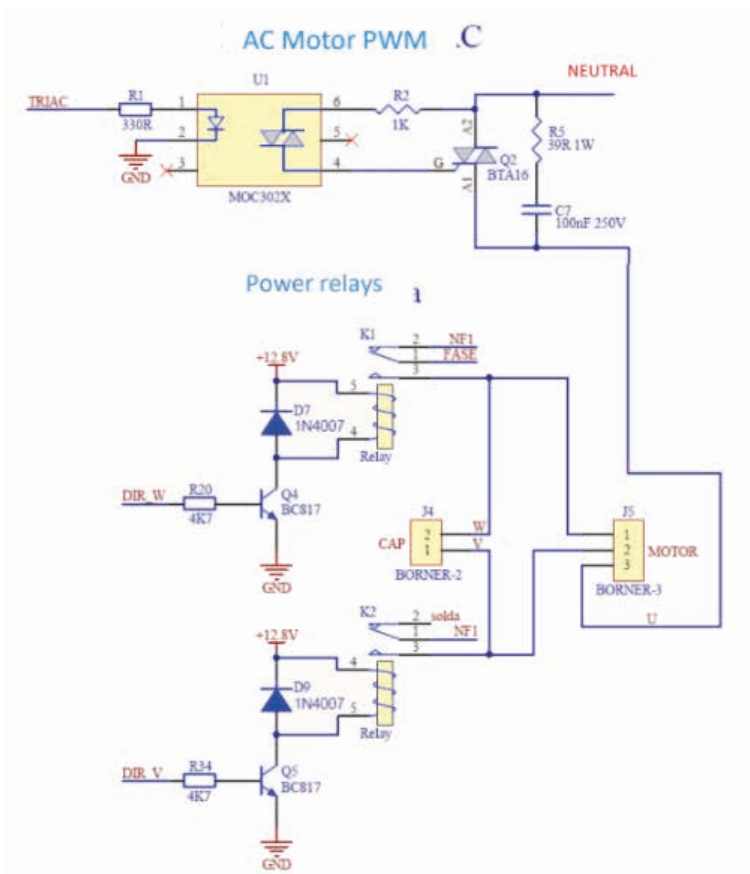 AC Motor PWM .C
NEUTRAL
TRIAC
R1
330R
U1
1
2
3
6
5
4
MOC302X
GND
R2
1K
A2
G
A1
Q2
BTA16
R5
39R 1W
C7
100nF 250V
Power relays
K1
2 NF1
1 FASE
3
+12.8V
D7
1N4007
5
4
Relay
DIR_W
R20
4K7
Q4
BC817
GND
J4
CAP
2 W
1 V
BORNER-2
J5
1
2
3
MOTOR
BORNER-3
U
K2
2 solda
1 NF1
3
+12.8V
D9
1N4007
4
5
Relay
DIR_V
R34
4K7
Q5
BC817
GND